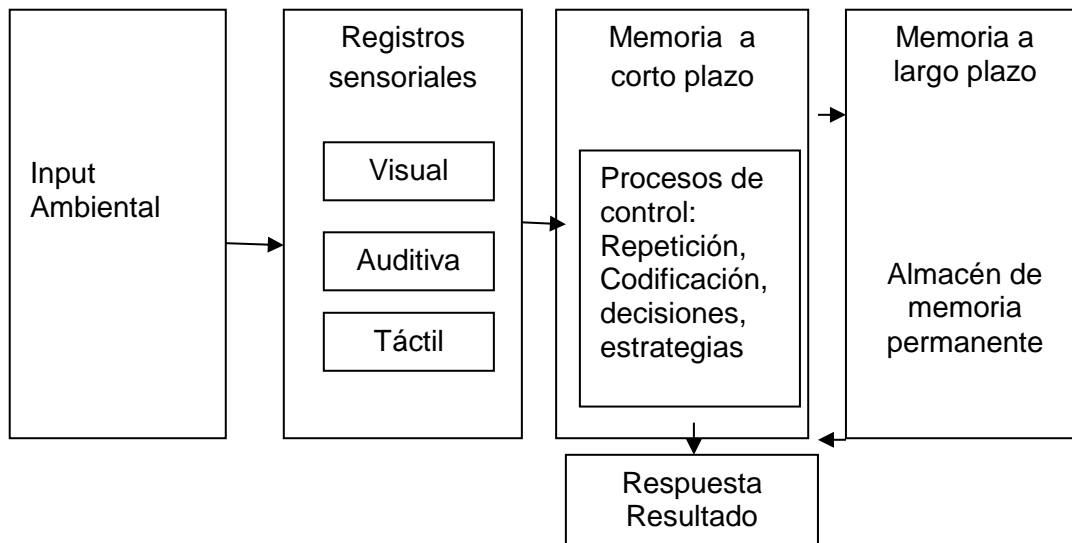 Input
Ambiental
Registros
sensoriales
Visual
Auditiva
Táctil
Memoria a
corto plazo
Procesos de
control:
Repetición,
Codificación,
decisiones,
estrategias
Memoria a
largo plazo
Almacén de
memoria
permanente
Respuesta
Resultado